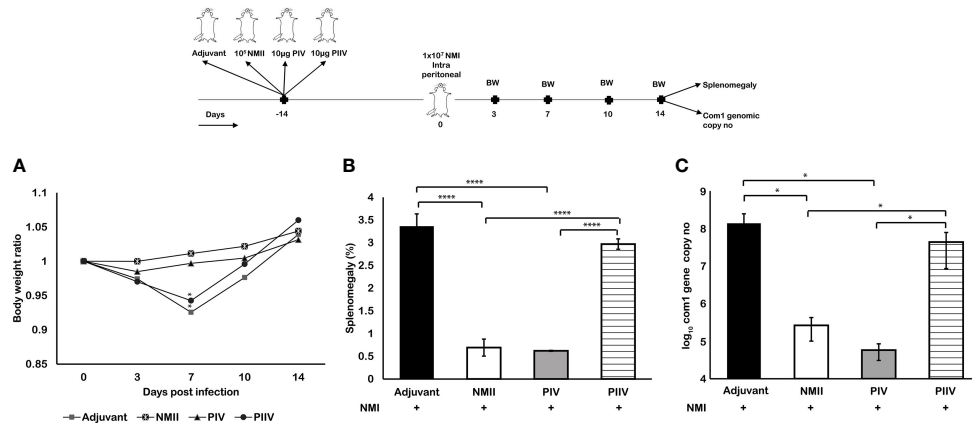 Adjuvant 10⁵ NMII 10µg PIV 10µg PIIV
1x10⁷ NMI
Intra
peritoneal
BW BW BW BW
Splenomegaly
Com1 genomic
copy no
Days -14 0 3 7 10 14
A
Body weight ratio
1.1
1.05
1
0.95
0.9
0.85
*
*
0 3 7 10 14
Days post infection
Adjuvant NMII PIV PIIV
B
Splenomegaly (%)
4
3.5
3
2.5
2
1.5
1
0.5
0
****
****
****
****
Adjuvant NMII PIV PIIV
NMI + + + +
C
log₁₀ com1 gene copy no
9
8
7
6
5
4
*
*
*
*
Adjuvant NMII PIV PIIV
NMI + + + +